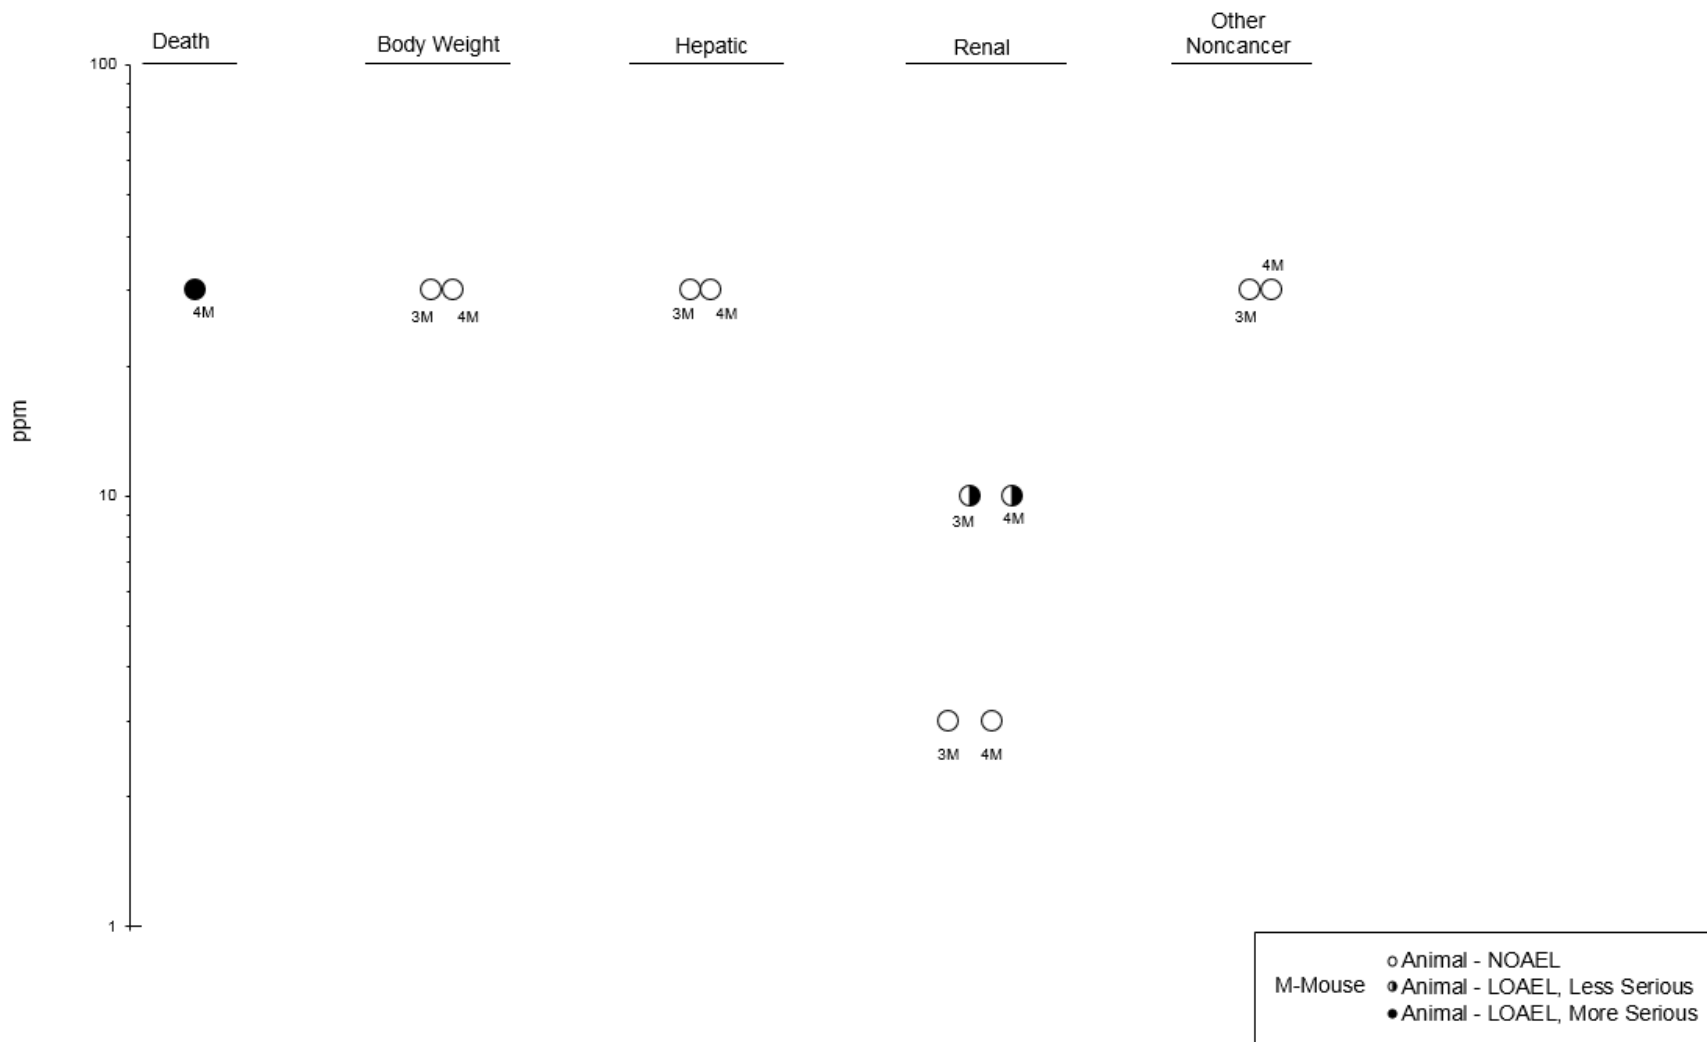 Death
Body Weight
Hepatic
Renal
Other
Noncancer
100
4M
3M 4M
3M 4M
4M
3M
ppm
10
3M 4M
3M 4M
1
M-Mouse
Animal - NOAEL
Animal - LOAEL, Less Serious
Animal - LOAEL, More Serious